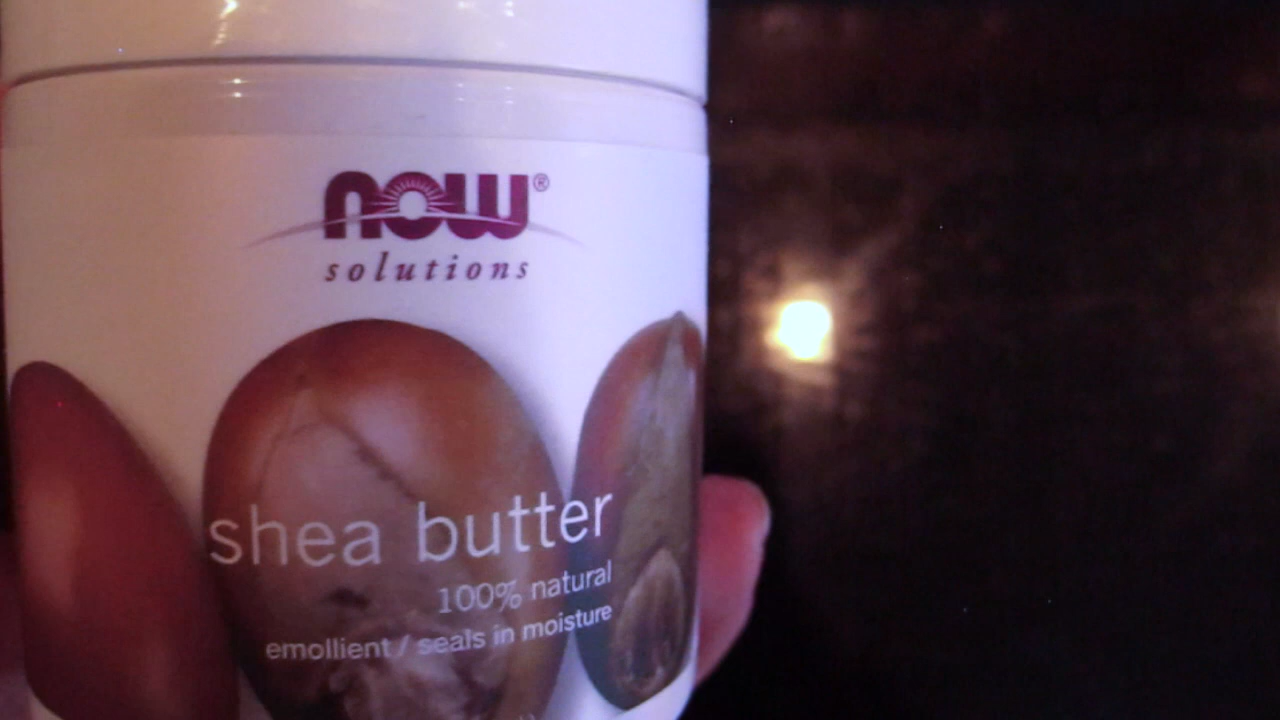 now®
solutions
shea butter
100% natural
emollient / seals in moisture